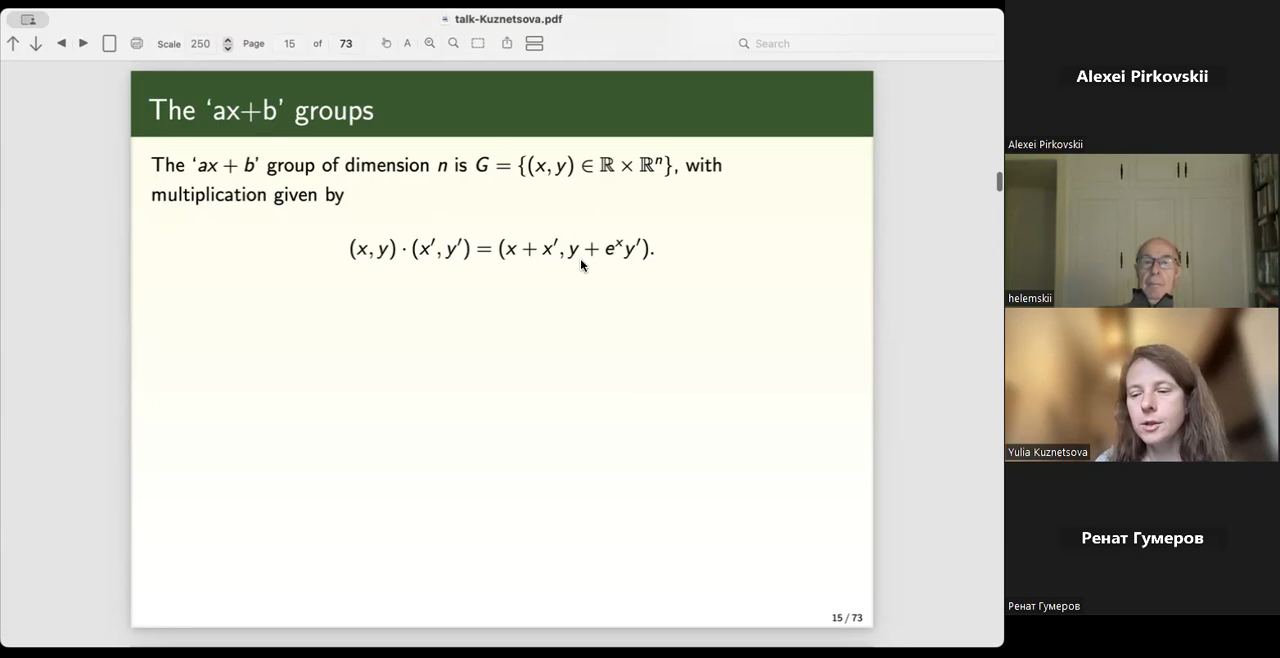 talk-Kuznetsova.pdf
Scale 250 Page 15 of 73 A Search
The ‘ax+b’ groups
The ‘ax + b’ group of dimension n is G = {(x, y) ∈ ℝ × ℝⁿ}, with
multiplication given by
(x, y) · (x′, y′) = (x + x′, y + eˣy′).
15 / 73
Alexei Pirkovskii
Alexei Pirkovskii
helemskii
Yulia Kuznetsova
Ренат Гумеров
Ренат Гумеров